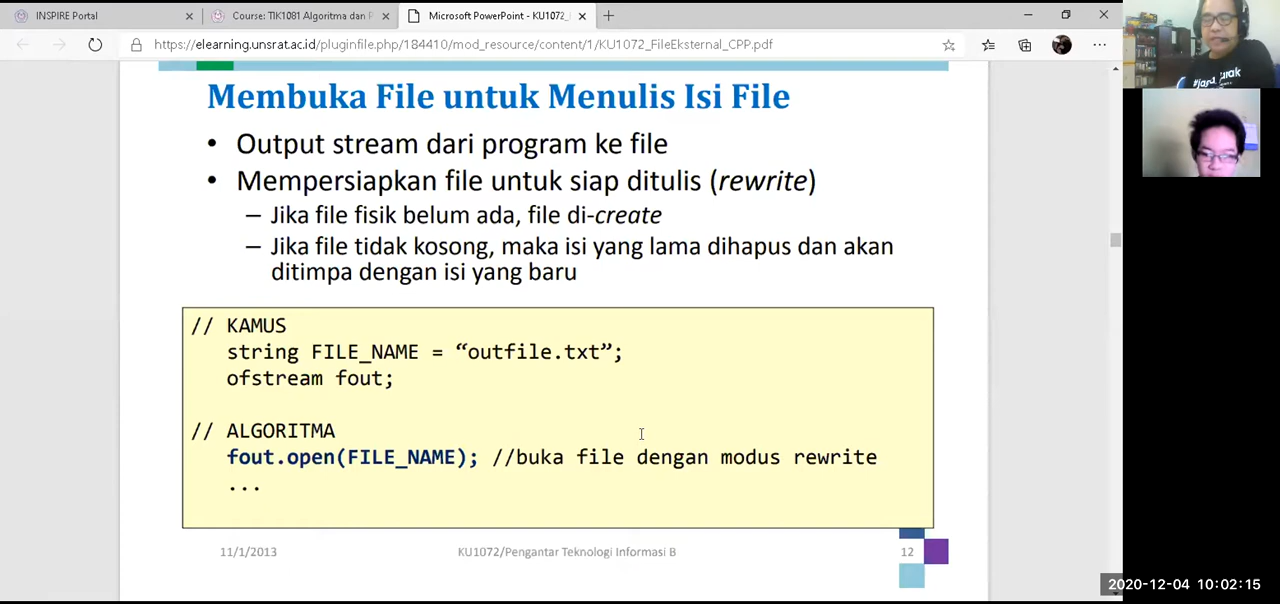 INSPIRE Portal
Course: TIK1081 Algoritma dan P
Microsoft PowerPoint - KU1072_
https://elearning.unsrat.ac.id/pluginfile.php/184410/mod_resource/content/1/KU1072_FileEksternal_CPP.pdf
Membuka File untuk Menulis Isi File
• Output stream dari program ke file
• Mempersiapkan file untuk siap ditulis (rewrite)
– Jika file fisik belum ada, file di-create
– Jika file tidak kosong, maka isi yang lama dihapus dan akan
ditimpa dengan isi yang baru
// KAMUS
string FILE_NAME = “outfile.txt”;
ofstream fout;
// ALGORITMA
fout.open(FILE_NAME); //buka file dengan modus rewrite
...
11/1/2013
KU1072/Pengantar Teknologi Informasi B
12
2020-12-04 10:02:15